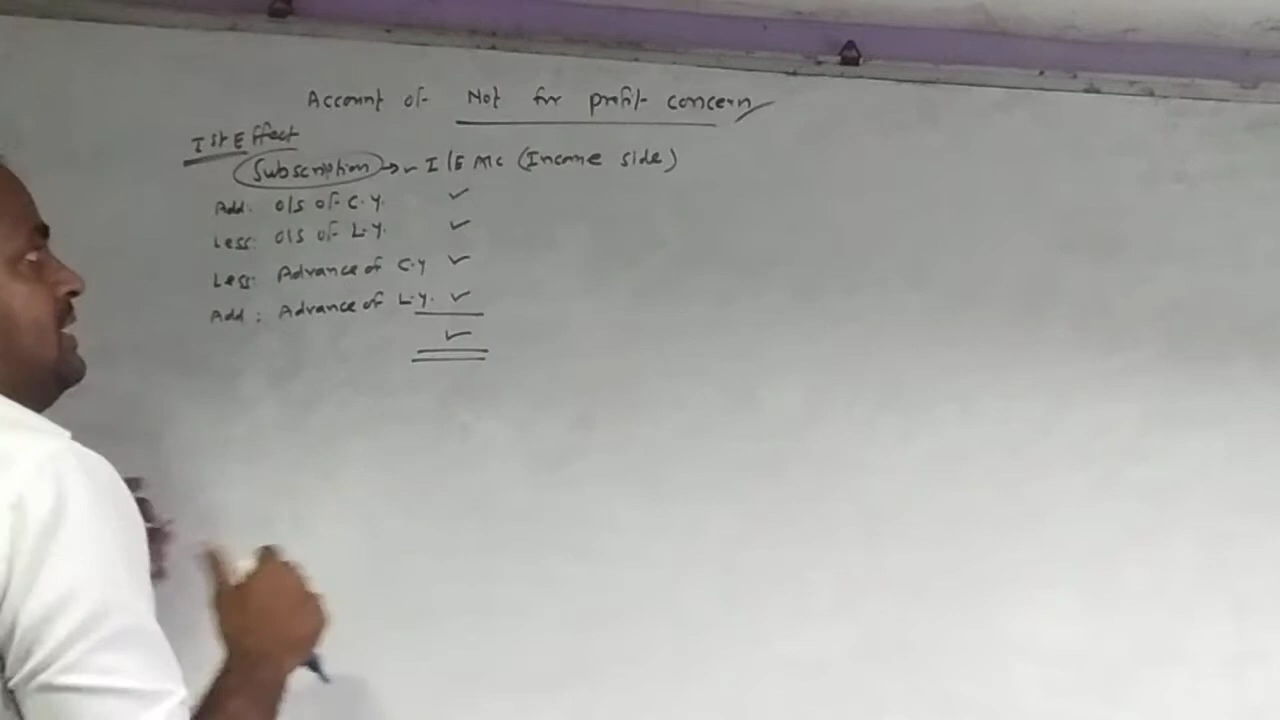 Account of Not for profit concern
Ist Effect
Subscription → I/E A/c (Income side)
Add: O/S of C.Y. ✓
Less: O/S of L.Y. ✓
Less: Advance of C.Y ✓
Add: Advance of L.Y. ✓
✓